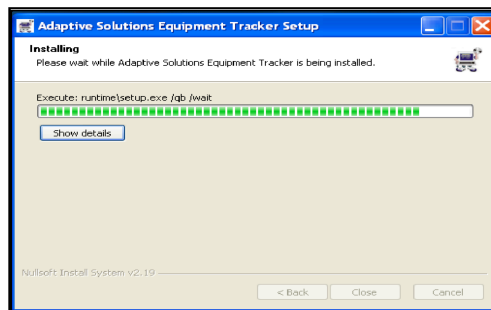 Adaptive Solutions Equipment Tracker Setup
Installing
Please wait while Adaptive Solutions Equipment Tracker is being installed.
Execute: runtime\setup.exe /qb /wait
Show details
Nullsoft Install System v2.19
< Back Close Cancel